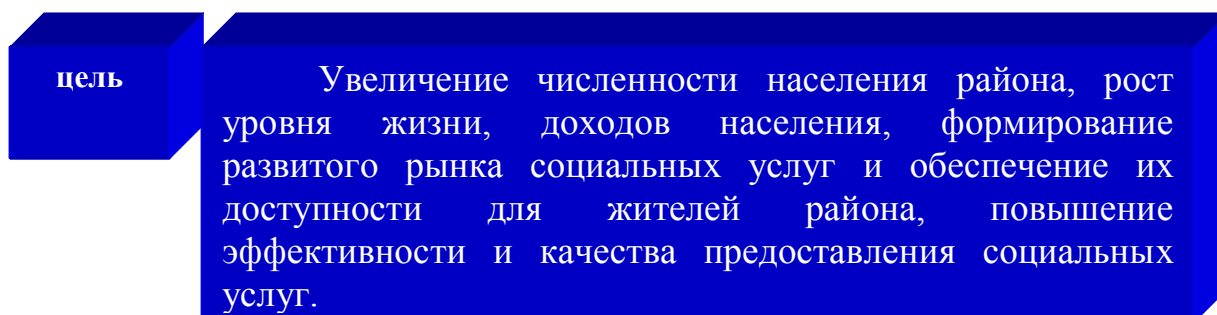 цель
Увеличение численности населения района, рост
уровня жизни, доходов населения, формирование
развитого рынка социальных услуг и обеспечение их
доступности для жителей района, повышение
эффективности и качества предоставления социальных
услуг.